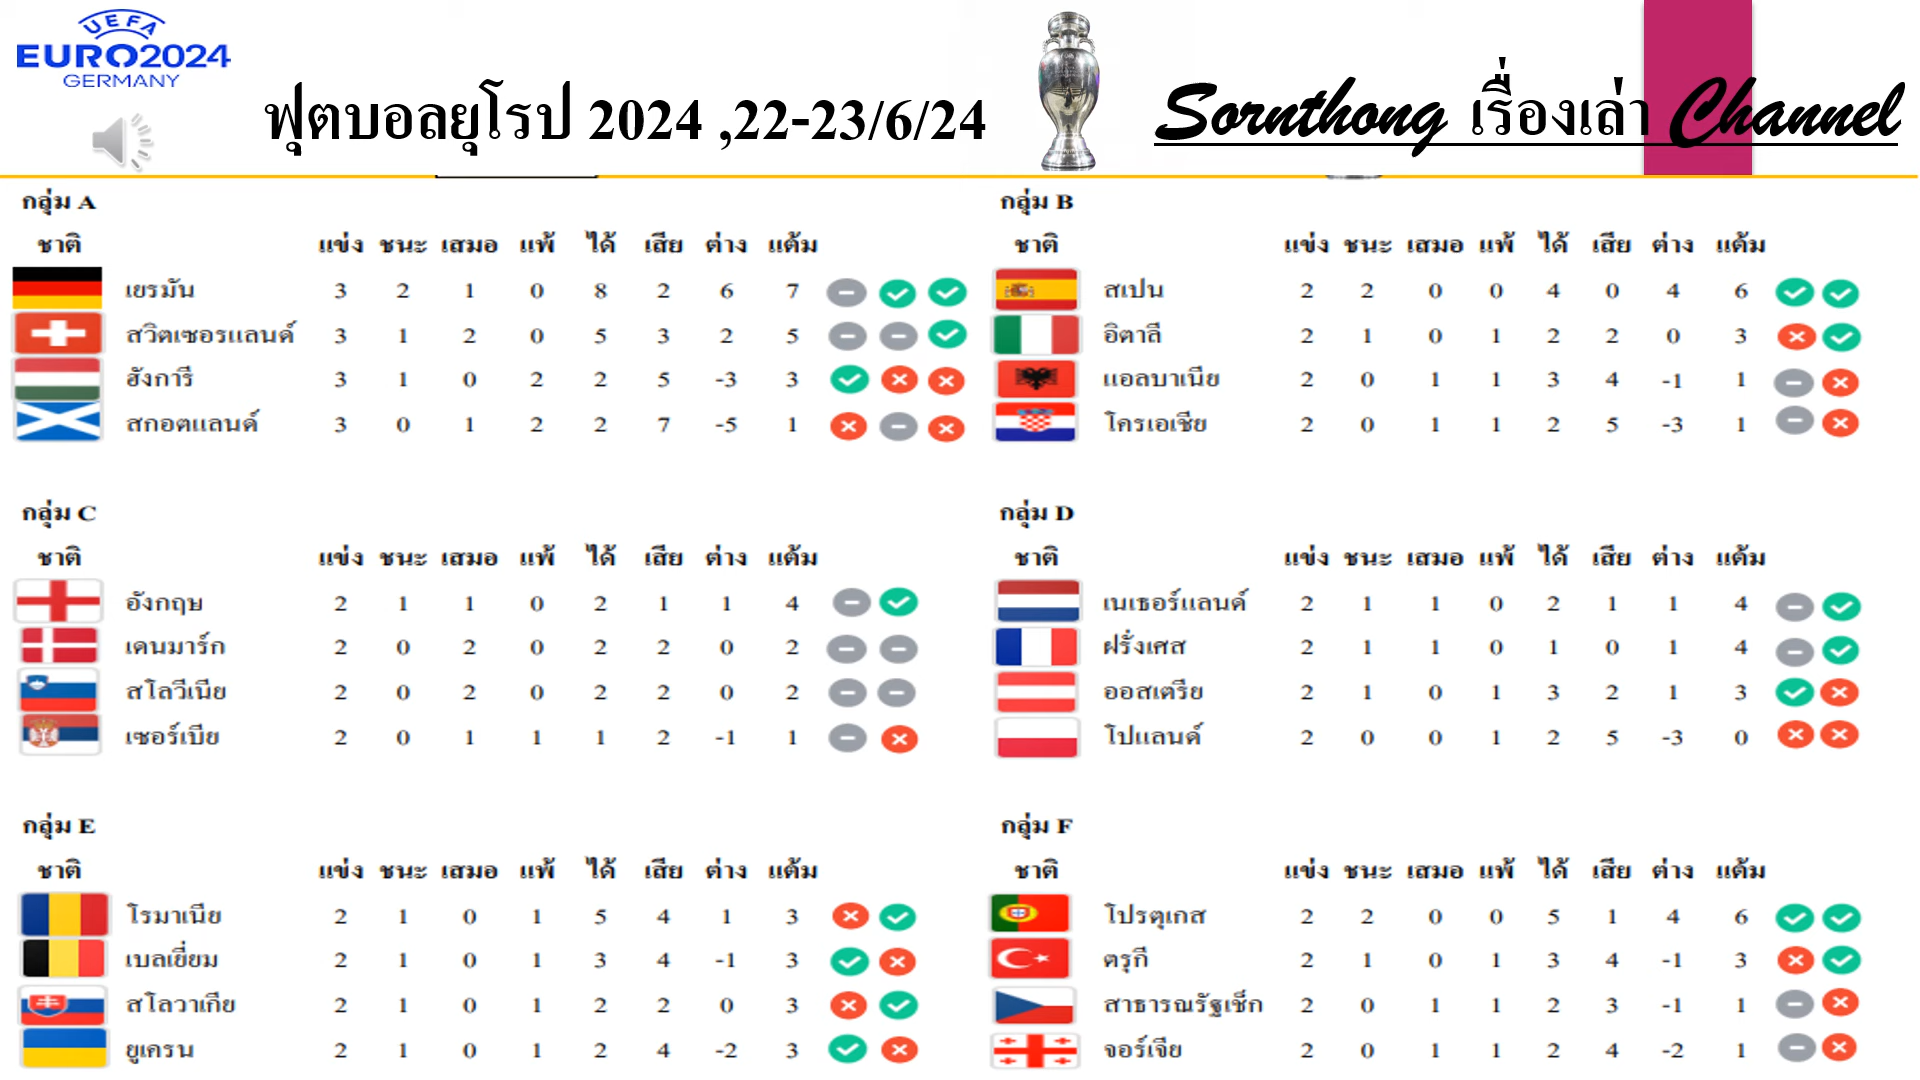 UEFA
EURO2024
GERMANY
ฟุตบอลยุโรป 2024 ,22-23/6/24
Sornthong เรื่องเล่า Channel
กลุ่ม A
ชาติ แข่ง ชนะ เสมอ แพ้ ได้ เสีย ต่าง แต้ม
เยรมัน 3 2 1 0 8 2 6 7
สวิตเซอรแลนด์ 3 1 2 0 5 3 2 5
ฮังการี 3 1 0 2 2 5 -3 3
สกอตแลนด์ 3 0 1 2 2 7 -5 1
กลุ่ม B
ชาติ แข่ง ชนะ เสมอ แพ้ ได้ เสีย ต่าง แต้ม
สเปน 2 2 0 0 4 0 4 6
อิตาลี 2 1 0 1 2 2 0 3
แอลบาเนีย 2 0 1 1 3 4 -1 1
โครเอเชีย 2 0 1 1 2 5 -3 1
กลุ่ม C
ชาติ แข่ง ชนะ เสมอ แพ้ ได้ เสีย ต่าง แต้ม
อังกฤษ 2 1 1 0 2 1 1 4
เดนมาร์ก 2 0 2 0 2 2 0 2
สโลวีเนีย 2 0 2 0 2 2 0 2
เซอร์เบีย 2 0 1 1 1 2 -1 1
กลุ่ม D
ชาติ แข่ง ชนะ เสมอ แพ้ ได้ เสีย ต่าง แต้ม
เนเธอร์แลนด์ 2 1 1 0 2 1 1 4
ฝรั่งเศส 2 1 1 0 1 0 1 4
ออสเตรีย 2 1 0 1 3 2 1 3
โปแลนด์ 2 0 0 1 2 5 -3 0
กลุ่ม E
ชาติ แข่ง ชนะ เสมอ แพ้ ได้ เสีย ต่าง แต้ม
โรมาเนีย 2 1 0 1 5 4 1 3
เบลเยี่ยม 2 1 0 1 3 4 -1 3
สโลวาเกีย 2 1 0 1 2 2 0 3
ยูเครน 2 1 0 1 2 4 -2 3
กลุ่ม F
ชาติ แข่ง ชนะ เสมอ แพ้ ได้ เสีย ต่าง แต้ม
โปรตุเกส 2 2 0 0 5 1 4 6
ตรุกี 2 1 0 1 3 4 -1 3
สาธารณรัฐเช็ก 2 0 1 1 2 3 -1 1
จอร์เจีย 2 0 1 1 2 4 -2 1